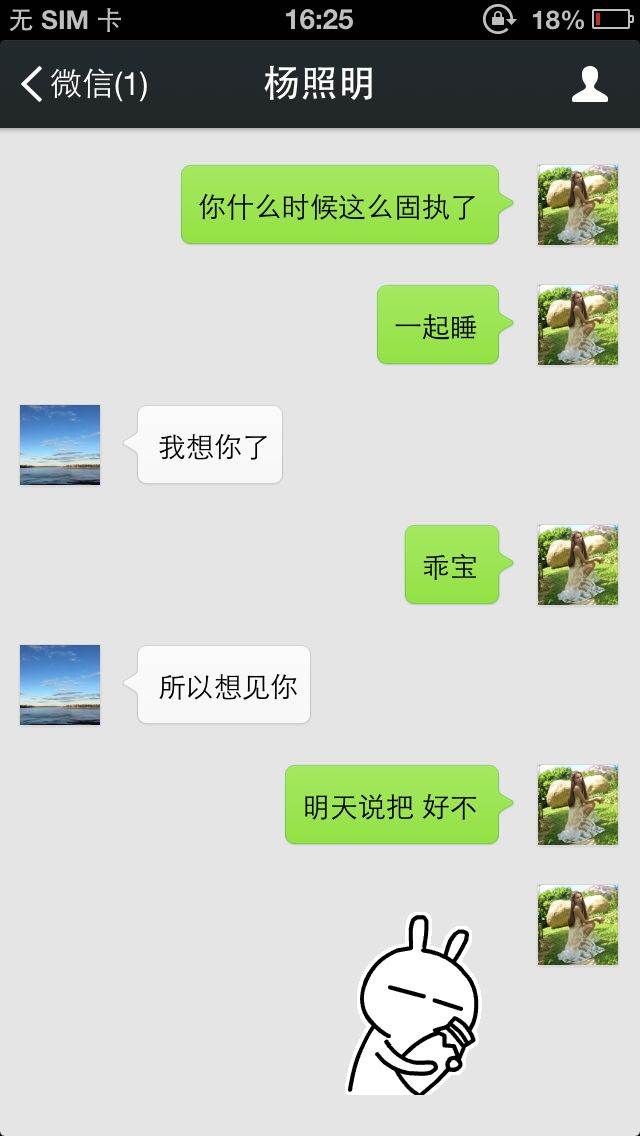 无 SIM 卡 16:25 18%
微信(1) 杨照明
你什么时候这么固执了
一起睡
我想你了
乖宝
所以想见你
明天说把 好不